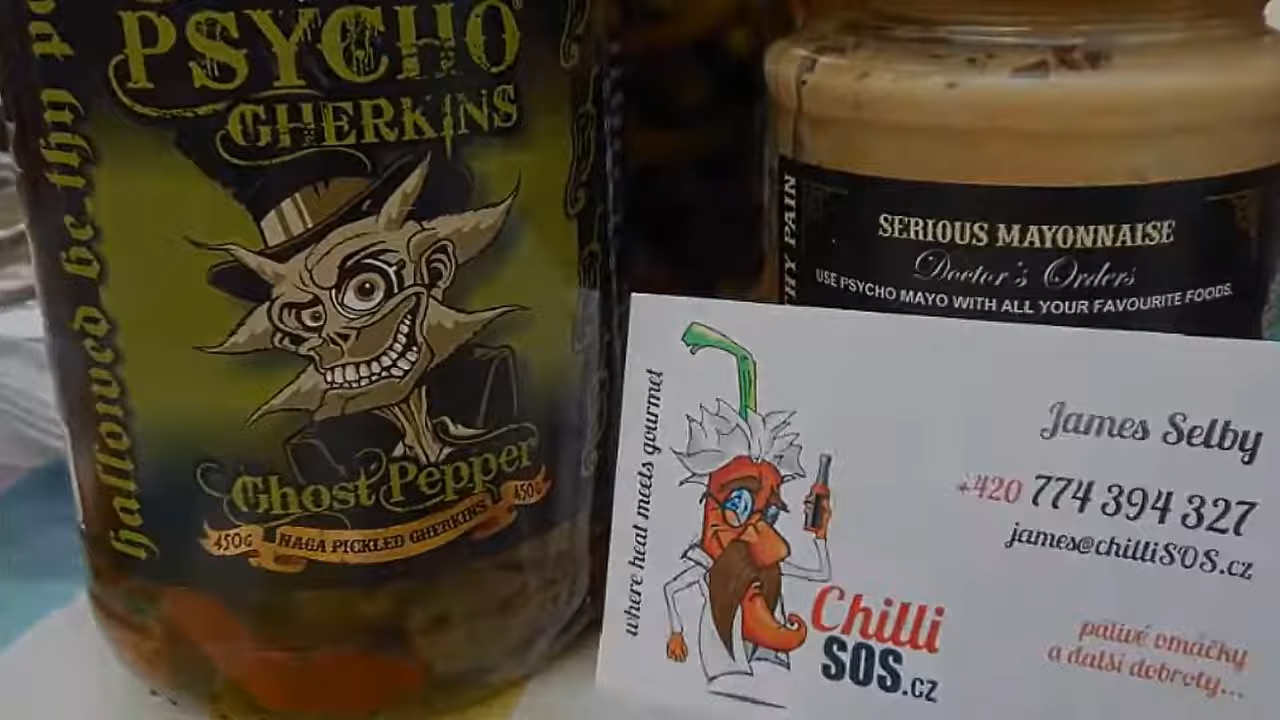 PSYCHO
GHERKINS
hallowed be thy
Ghost Pepper
450G NAGA PICKLED GHERKINS 450G
HY PAIN
SERIOUS MAYONNAISE
Doctor's Orders
USE PSYCHO MAYO WITH ALL YOUR FAVOURITE FOODS.
where heat meets gourmet
James Selby
+420 774 394 327
james@chilliSOS.cz
Chilli
SOS.cz
palivé omáčky
a další dobroty...